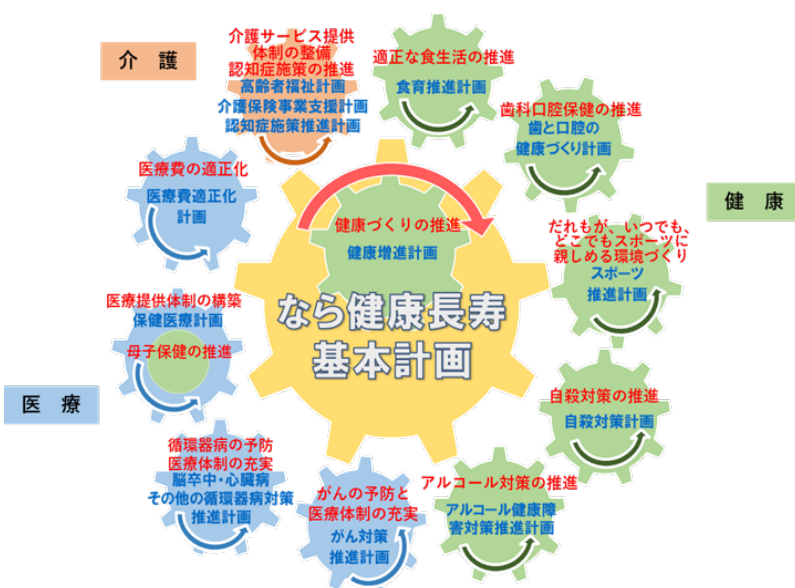 介護
介護サービス提供
体制の整備
認知症施策の推進
高齢者福祉計画
介護保険事業支援計画
認知症施策推進計画
適正な食生活の推進
食育推進計画
歯科口腔保健の推進
歯と口腔の
健康づくり計画
健康
だれもが、いつでも、
どこでもスポーツに
親しめる環境づくり
スポーツ
推進計画
自殺対策の推進
自殺対策計画
アルコール対策の推進
アルコール健康障
害対策推進計画
がんの予防と
医療体制の充実
がん対策
推進計画
循環器病の予防
医療体制の充実
脳卒中・心臓病
その他の循環器病対策
推進計画
医療
医療提供体制の構築
保健医療計画
母子保健の推進
医療費の適正化
医療費適正化
計画
健康づくりの推進
健康増進計画
なら健康長寿
基本計画